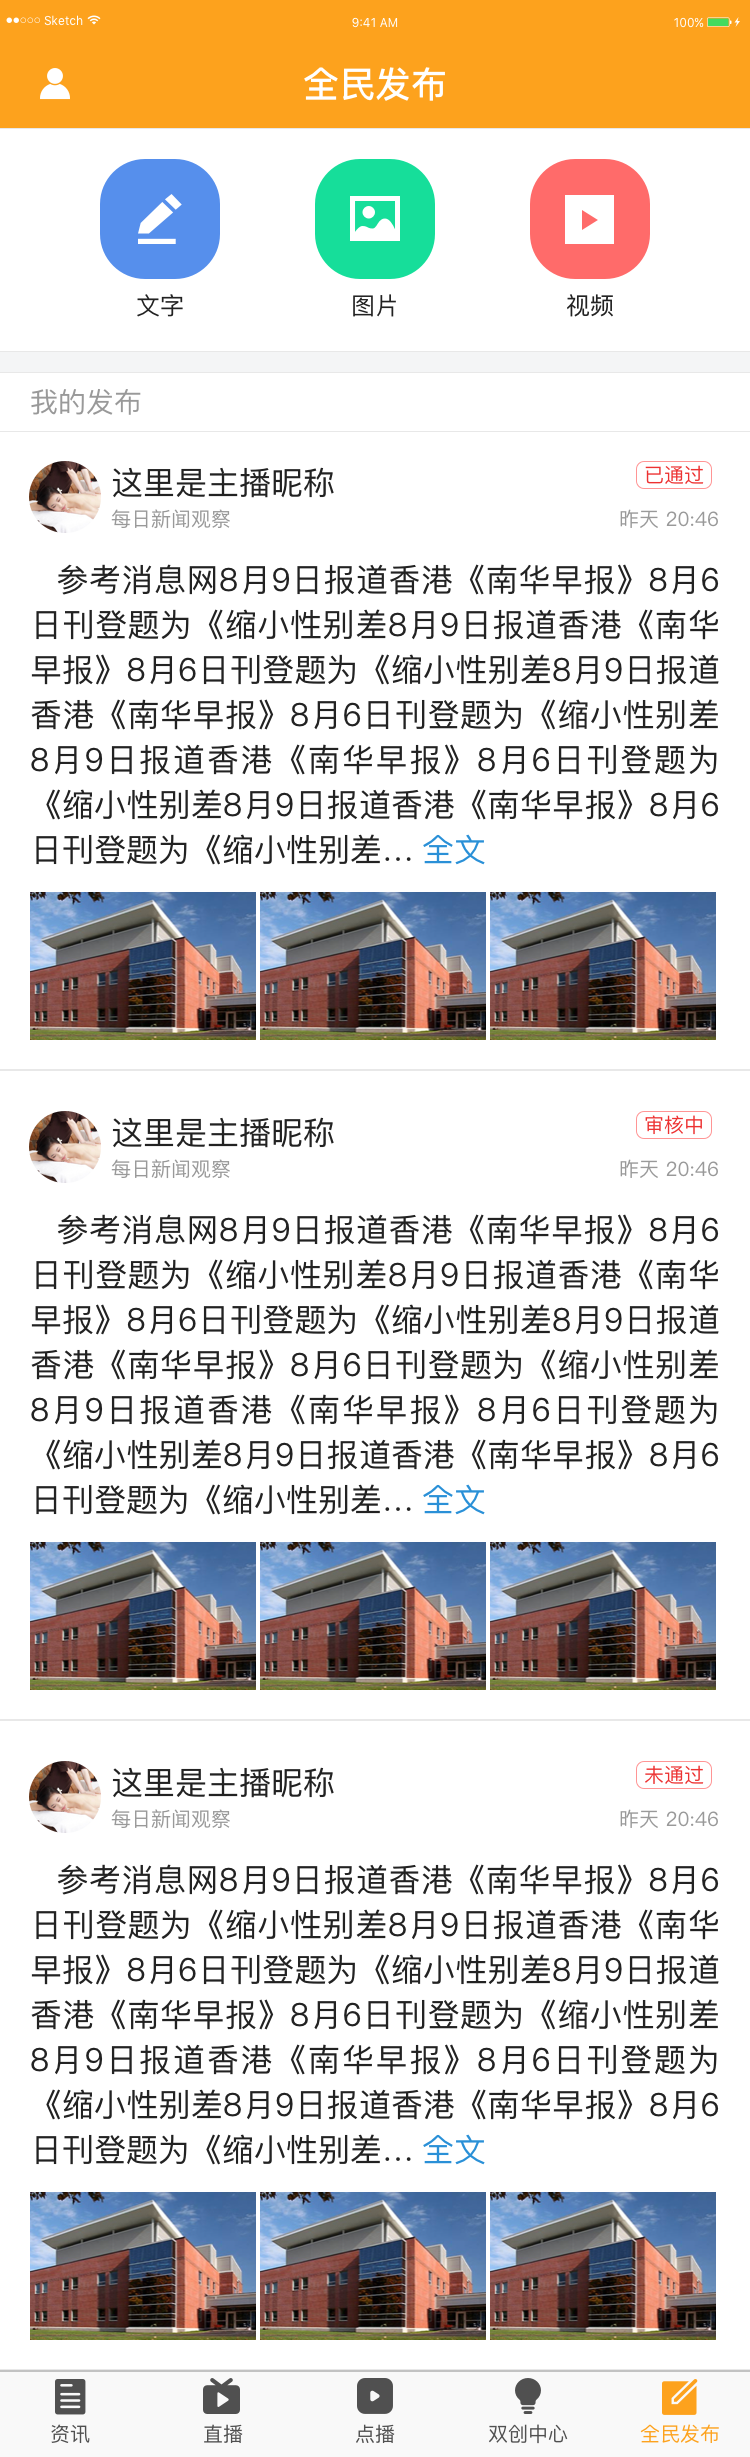 Sketch 9:41 AM 100%
全民发布
文字 图片 视频
我的发布
这里是主播昵称 已通过
每日新闻观察 昨天 20:46
参考消息网8月9日报道香港《南华早报》8月6
日刊登题为《缩小性别差8月9日报道香港《南华
早报》8月6日刊登题为《缩小性别差8月9日报道
香港《南华早报》8月6日刊登题为《缩小性别差
8月9日报道香港《南华早报》8月6日刊登题为
《缩小性别差8月9日报道香港《南华早报》8月6
日刊登题为《缩小性别差... 全文
这里是主播昵称 审核中
每日新闻观察 昨天 20:46
参考消息网8月9日报道香港《南华早报》8月6
日刊登题为《缩小性别差8月9日报道香港《南华
早报》8月6日刊登题为《缩小性别差8月9日报道
香港《南华早报》8月6日刊登题为《缩小性别差
8月9日报道香港《南华早报》8月6日刊登题为
《缩小性别差8月9日报道香港《南华早报》8月6
日刊登题为《缩小性别差... 全文
这里是主播昵称 未通过
每日新闻观察 昨天 20:46
参考消息网8月9日报道香港《南华早报》8月6
日刊登题为《缩小性别差8月9日报道香港《南华
早报》8月6日刊登题为《缩小性别差8月9日报道
香港《南华早报》8月6日刊登题为《缩小性别差
8月9日报道香港《南华早报》8月6日刊登题为
《缩小性别差8月9日报道香港《南华早报》8月6
日刊登题为《缩小性别差... 全文
资讯 直播 点播 双创中心 全民发布